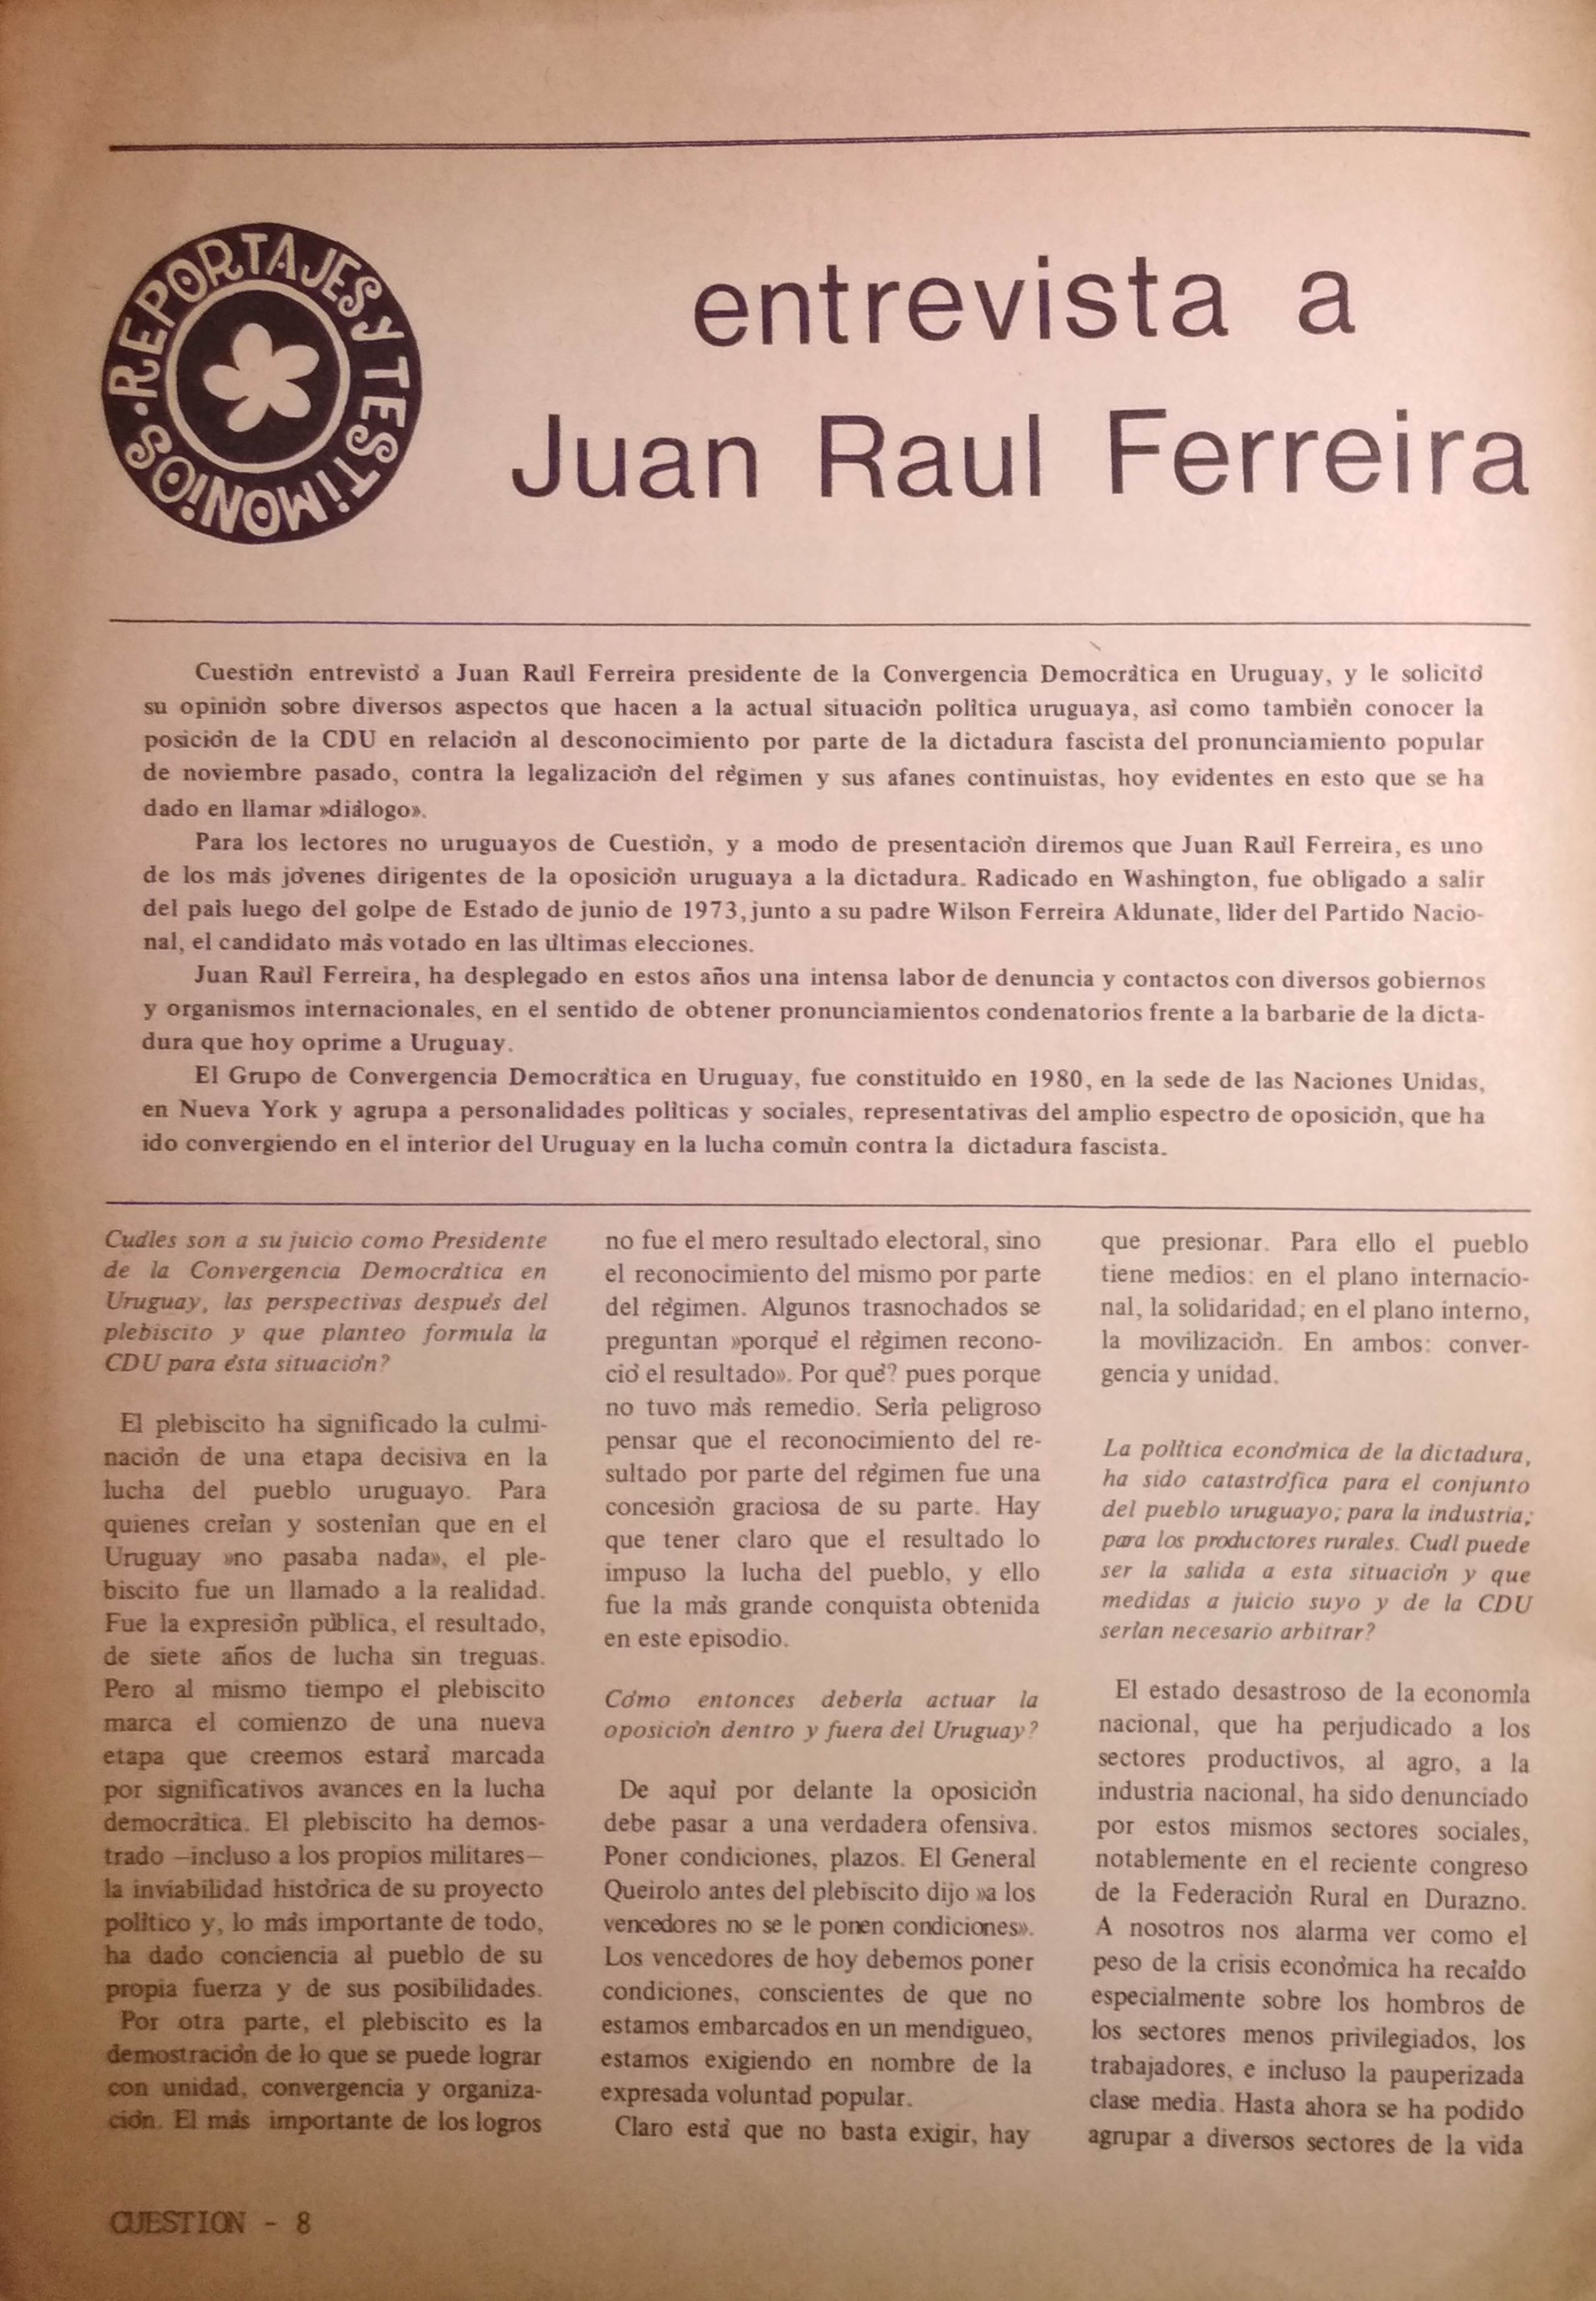 REPORTAJES Y TESTIMONIOS ·
entrevista a
Juan Raul Ferreira
Cuestión entrevistó a Juan Raúl Ferreira presidente de la Convergencia Democrática en Uruguay, y le solicitó
su opinión sobre diversos aspectos que hacen a la actual situación política uruguaya, así como también conocer la
posición de la CDU en relación al desconocimiento por parte de la dictadura fascista del pronunciamiento popular
de noviembre pasado, contra la legalización del régimen y sus afanes continuistas, hoy evidentes en esto que se ha
dado en llamar »diálogo».
Para los lectores no uruguayos de Cuestión, y a modo de presentación diremos que Juan Raúl Ferreira, es uno
de los más jóvenes dirigentes de la oposición uruguaya a la dictadura. Radicado en Washington, fue obligado a salir
del país luego del golpe de Estado de junio de 1973, junto a su padre Wilson Ferreira Aldunate, líder del Partido Nacio-
nal, el candidato más votado en las últimas elecciones.
Juan Raúl Ferreira, ha desplegado en estos años una intensa labor de denuncia y contactos con diversos gobiernos
y organismos internacionales, en el sentido de obtener pronunciamientos condenatorios frente a la barbarie de la dicta-
dura que hoy oprime a Uruguay.
El Grupo de Convergencia Democrática en Uruguay, fue constituído en 1980, en la sede de las Naciones Unidas,
en Nueva York y agrupa a personalidades políticas y sociales, representativas del amplio espectro de oposición, que ha
ido convergiendo en el interior del Uruguay en la lucha común contra la dictadura fascista.
Cuáles son a su juicio como Presidente
de la Convergencia Democrática en
Uruguay, las perspectivas después del
plebiscito y que planteo formula la
CDU para ésta situación?
El plebiscito ha significado la culmi-
nación de una etapa decisiva en la
lucha del pueblo uruguayo. Para
quienes creían y sostenían que en el
Uruguay »no pasaba nada», el ple-
biscito fue un llamado a la realidad.
Fue la expresión pública, el resultado,
de siete años de lucha sin treguas.
Pero al mismo tiempo el plebiscito
marca el comienzo de una nueva
etapa que creemos estará marcada
por significativos avances en la lucha
democrática. El plebiscito ha demos-
trado —incluso a los propios militares—
la inviabilidad histórica de su proyecto
político y, lo más importante de todo,
ha dado conciencia al pueblo de su
propia fuerza y de sus posibilidades.
Por otra parte, el plebiscito es la
demostración de lo que se puede lograr
con unidad, convergencia y organiza-
ción. El más importante de los logros
no fue el mero resultado electoral, sino
el reconocimiento del mismo por parte
del régimen. Algunos trasnochados se
preguntan »porqué el régimen recono-
ció el resultado». Por qué? pues porque
no tuvo más remedio. Sería peligroso
pensar que el reconocimiento del re-
sultado por parte del régimen fue una
concesión graciosa de su parte. Hay
que tener claro que el resultado lo
impuso la lucha del pueblo, y ello
fue la más grande conquista obtenida
en este episodio.
Cómo entonces debería actuar la
oposición dentro y fuera del Uruguay?
De aquí por delante la oposición
debe pasar a una verdadera ofensiva.
Poner condiciones, plazos. El General
Queirolo antes del plebiscito dijo »a los
vencedores no se le ponen condiciones».
Los vencedores de hoy debemos poner
condiciones, conscientes de que no
estamos embarcados en un mendigueo,
estamos exigiendo en nombre de la
expresada voluntad popular.
Claro está que no basta exigir, hay
que presionar. Para ello el pueblo
tiene medios: en el plano internacio-
nal, la solidaridad; en el plano interno,
la movilización. En ambos: conver-
gencia y unidad.
La política económica de la dictadura,
ha sido catastrófica para el conjunto
del pueblo uruguayo; para la industria;
para los productores rurales. Cuál puede
ser la salida a esta situación y que
medidas a juicio suyo y de la CDU
serían necesario arbitrar?
El estado desastroso de la economía
nacional, que ha perjudicado a los
sectores productivos, al agro, a la
industria nacional, ha sido denunciado
por estos mismos sectores sociales,
notablemente en el reciente congreso
de la Federación Rural en Durazno.
A nosotros nos alarma ver como el
peso de la crisis económica ha recaído
especialmente sobre los hombros de
los sectores menos privilegiados, los
trabajadores, e incluso la pauperizada
clase media. Hasta ahora se ha podido
agrupar a diversos sectores de la vida
CUESTION - 8